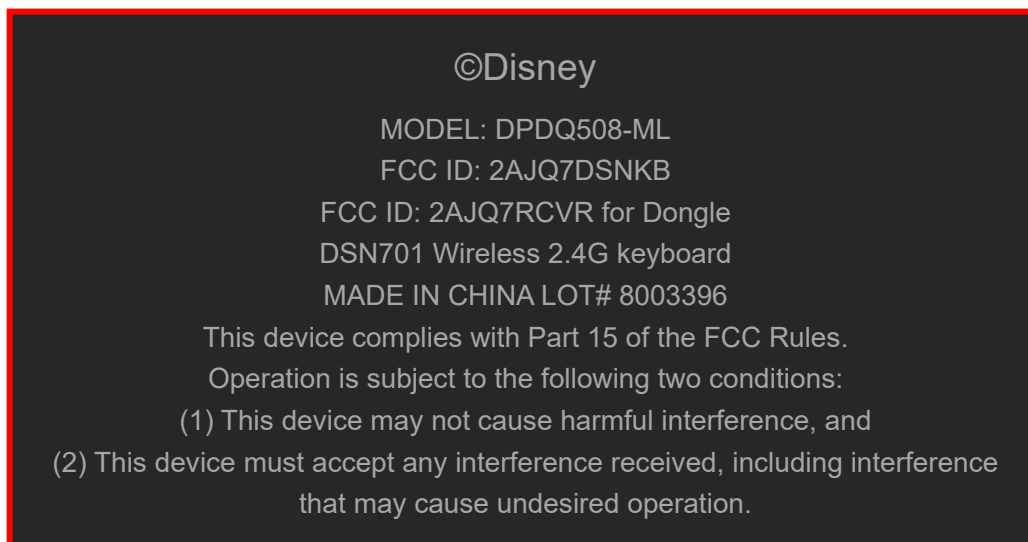 ©Disney
MODEL: DPDQ508-ML
FCC ID: 2AJQ7DSNKB
FCC ID: 2AJQ7RCVR for Dongle
DSN701 Wireless 2.4G keyboard
MADE IN CHINA LOT# 8003396
This device complies with Part 15 of the FCC Rules.
Operation is subject to the following two conditions:
(1) This device may not cause harmful interference, and
(2) This device must accept any interference received, including interference
that may cause undesired operation.